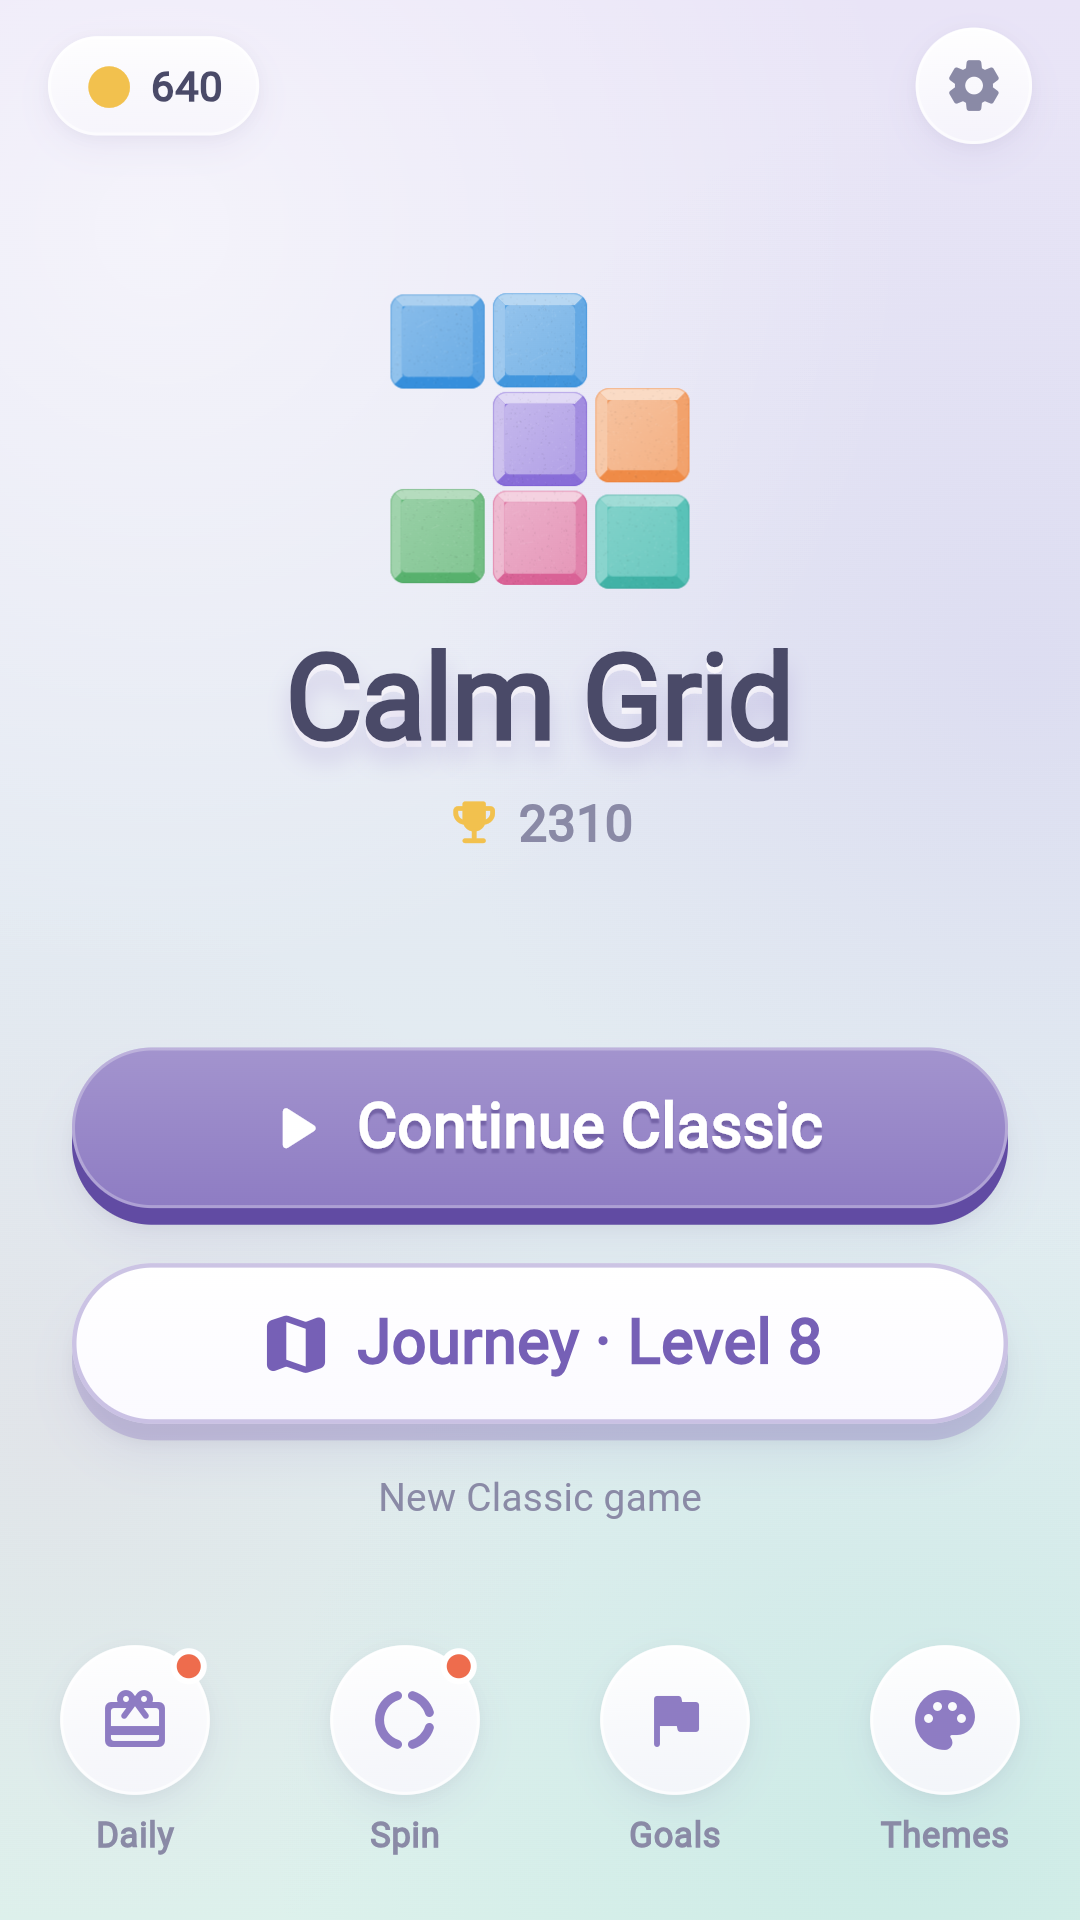 640
Calm Grid
2310
Continue Classic
Journey · Level 8
New Classic game
Daily
Spin
Goals
Themes